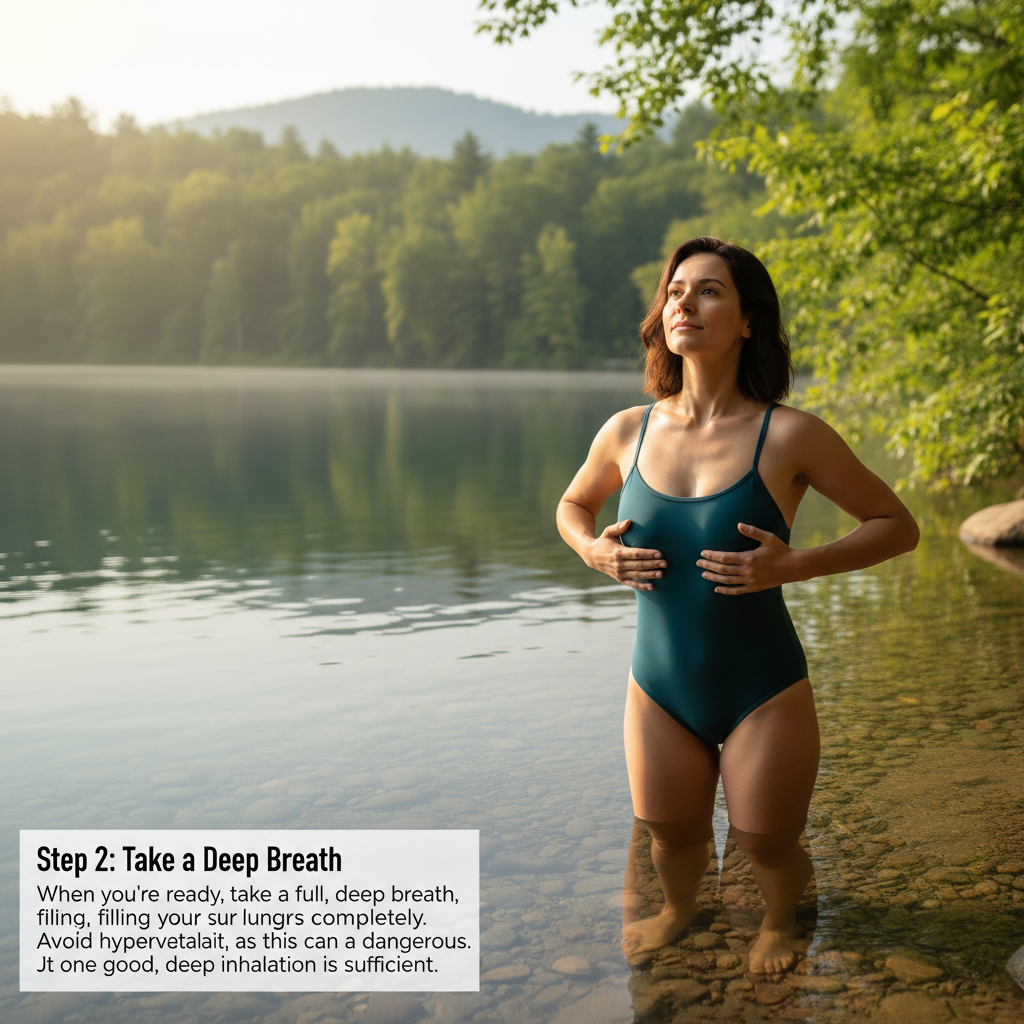 Step 2: Take a Deep Breath
When you're ready, take a full, deep breath,
filing, filling your sur lungrs completely.
Avoid hypervetalait, as this can a dangerous.
Jt one good, deep inhalation is sufficient.